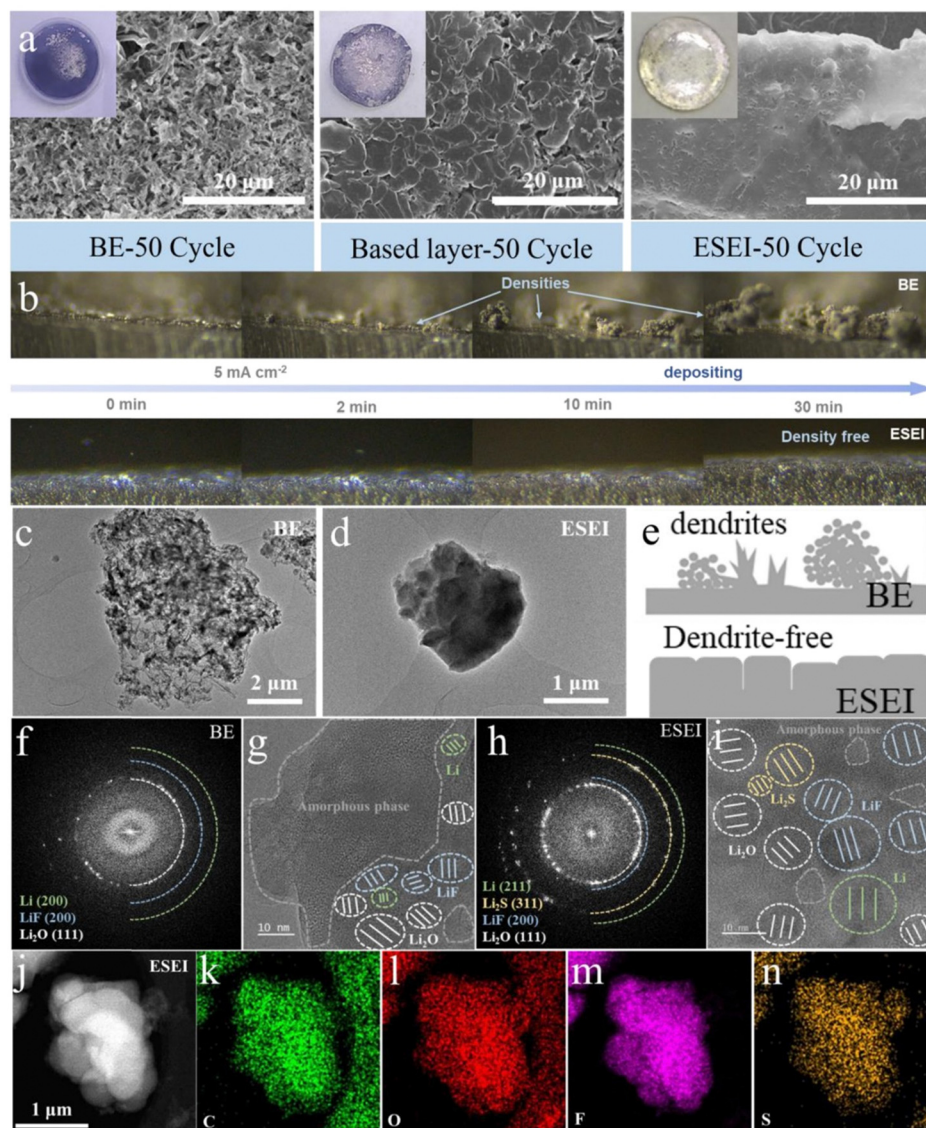 a
20 µm
20 µm
20 µm
BE-50 Cycle
Based layer-50 Cycle
ESEI-50 Cycle
b
Densities
BE
5 mA cm⁻²
depositing
0 min
2 min
10 min
30 min
Density free
ESEI
c
BE
2 µm
d
ESEI
1 µm
e
dendrites
BE
Dendrite-free
ESEI
f
BE
Li (200)
LiF (200)
Li₂O (111)
g
Li
Amorphous phase
LiF
Li₂O
10 nm
h
ESEI
Li (211)
Li₂S (311)
LiF (200)
Li₂O (111)
i
Amorphous phase
Li₂S
LiF
Li₂O
Li
10 nm
j
ESEI
1 µm
k
C
l
O
m
F
n
S